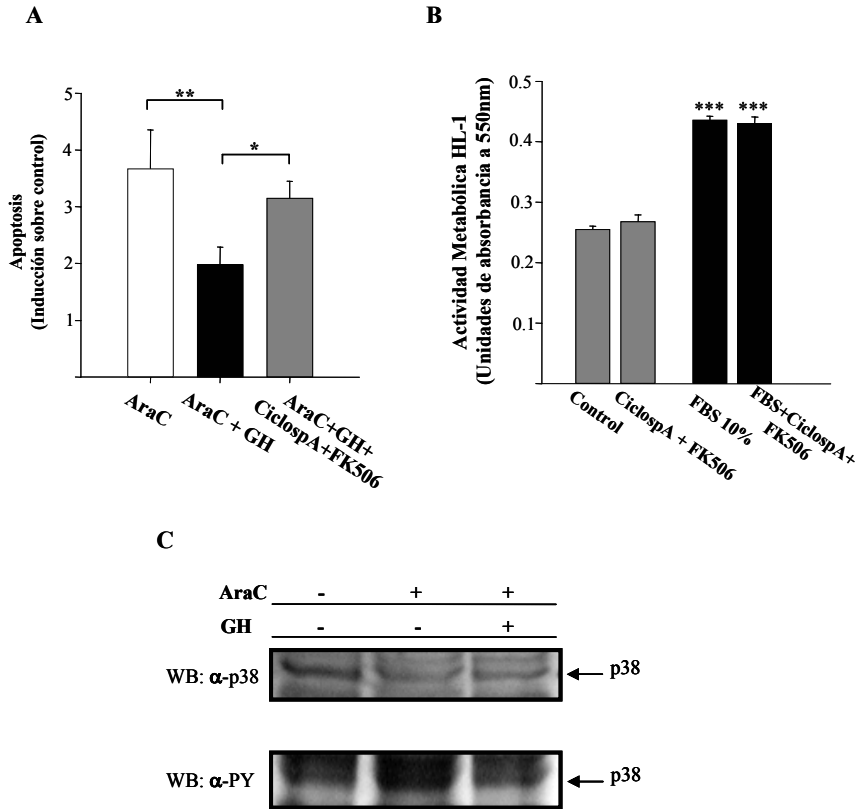 A
Apoptosis
(Inducción sobre control)
5
4
3
2
1
**
*
AraC
AraC + GH
AraC+GH+
CiclospA+FK506
B
Actividad Metabólica HL-1
(Unidades de absorbancia a 550nm)
0.5
0.4
0.3
0.2
0.1
*** ***
Control
CiclospA + FK506
FBS 10%
FBS+CiclospA+
FK506
C
AraC - + +
GH - - +
WB: α-p38
p38
WB: α-PY
p38